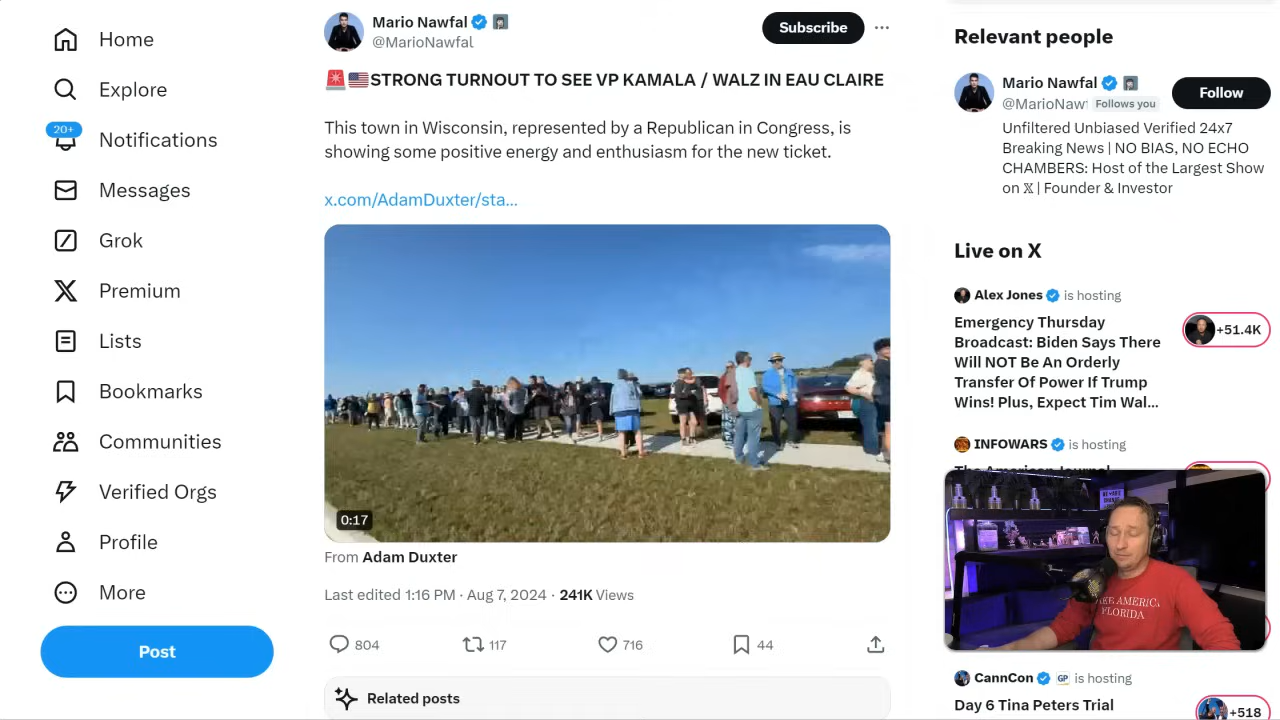 Home
Explore
20+
Notifications
Messages
Grok
Premium
Lists
Bookmarks
Communities
Verified Orgs
Profile
More
Post
Mario Nawfal
@MarioNawfal
Subscribe
🚨🇺🇸STRONG TURNOUT TO SEE VP KAMALA / WALZ IN EAU CLAIRE
This town in Wisconsin, represented by a Republican in Congress, is
showing some positive energy and enthusiasm for the new ticket.
x.com/AdamDuxter/sta...
0:17
From Adam Duxter
Last edited 1:16 PM · Aug 7, 2024 · 241K Views
804 117 716 44
Related posts
Relevant people
Mario Nawfal
Follow
Follows you
Unfiltered Unbiased Verified 24x7
Breaking News | NO BIAS, NO ECHO
CHAMBERS: Host of the Largest Show
on 𝕏 | Founder & Investor
Live on X
Alex Jones is hosting
Emergency Thursday
Broadcast: Biden Says There
Will NOT Be An Orderly
Transfer Of Power If Trump
Wins! Plus, Expect Tim Wal...
+51.4K
INFOWARS is hosting
The American Journal
FLORIDA
CannCon GP is hosting
Day 6 Tina Peters Trial
+518